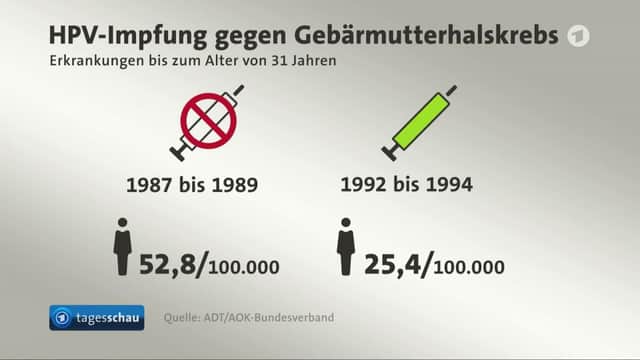 HPV-Impfung gegen Gebärmutterhalskrebs
Erkrankungen bis zum Alter von 31 Jahren
1987 bis 1989
1992 bis 1994
52,8/100.000
25,4/100.000
tagesschau
Quelle: ADT/AOK-Bundesverband